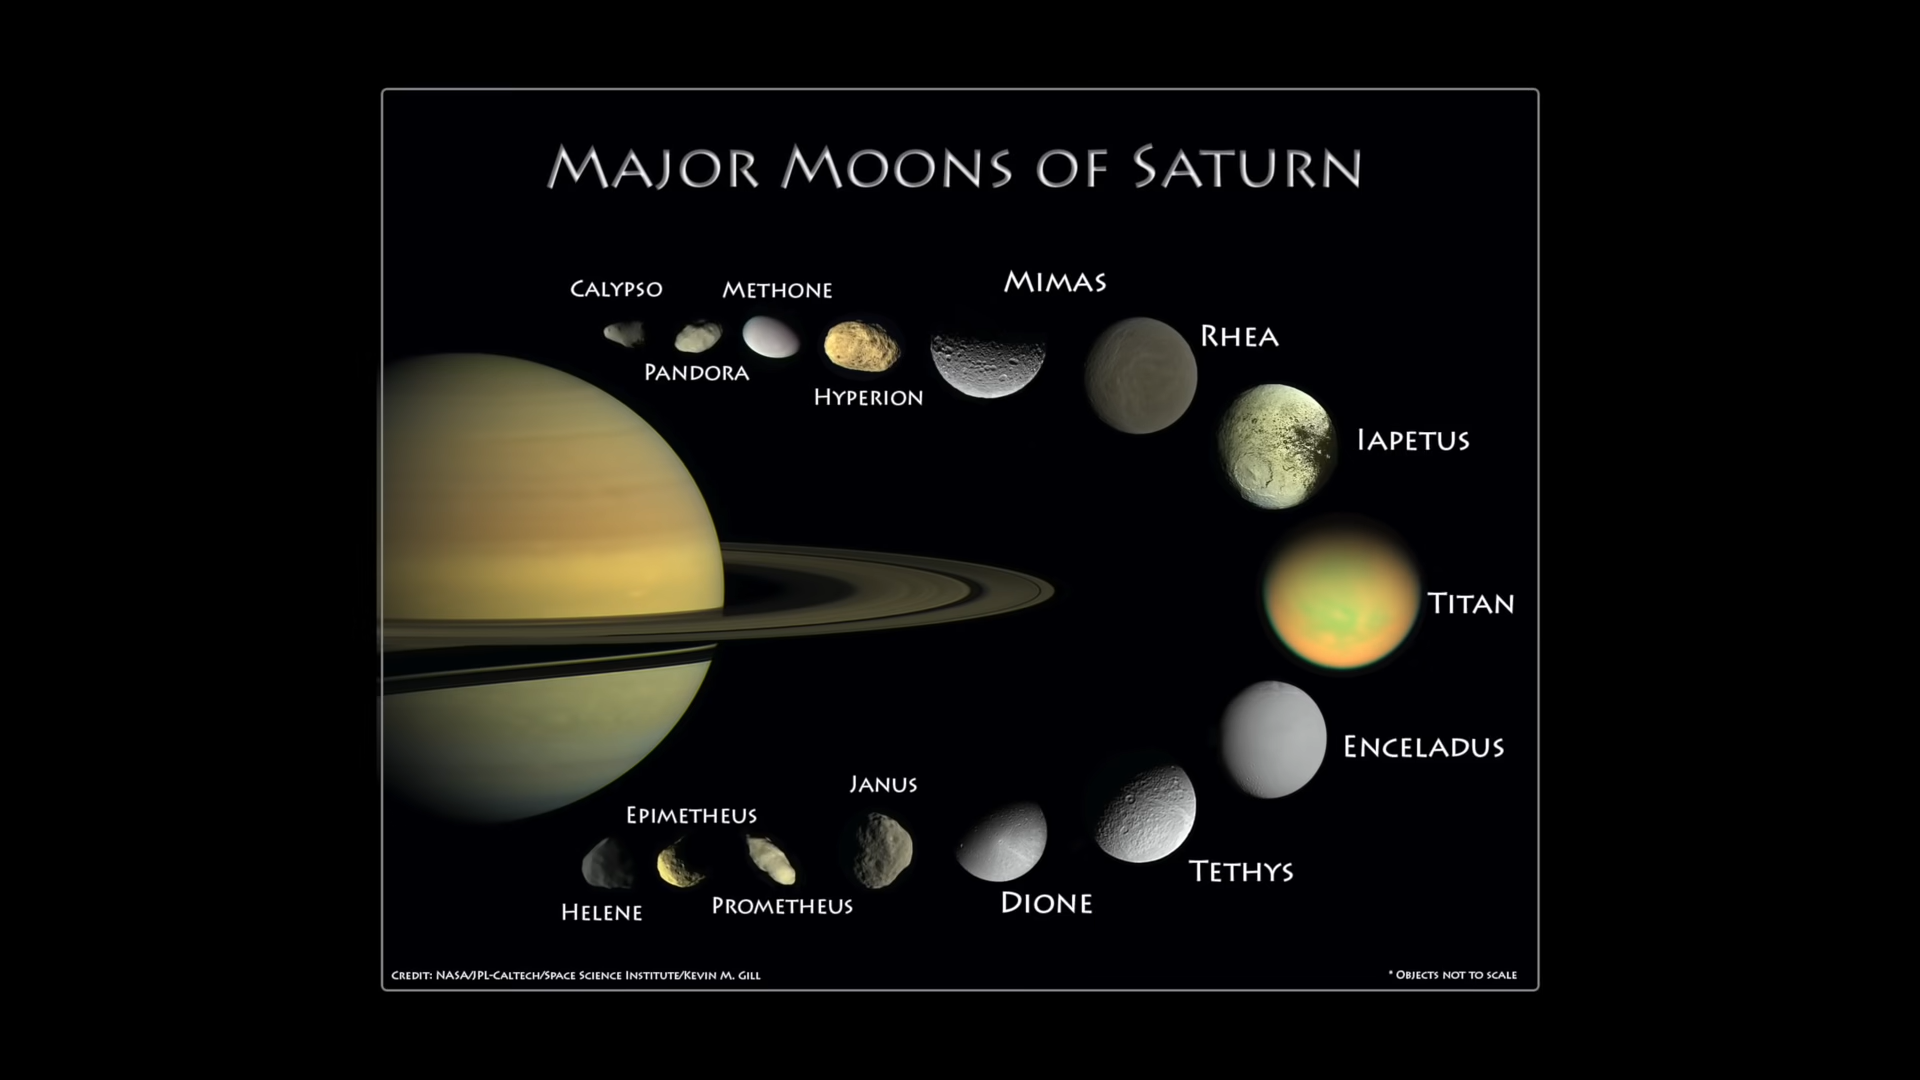 Major Moons of Saturn
Calypso
Methone
Mimas
Pandora
Hyperion
Rhea
Iapetus
Titan
Enceladus
Janus
Epimetheus
Tethys
Dione
Prometheus
Helene
Credit: NASA/JPL-Caltech/Space Science Institute/Kevin M. Gill
* Objects not to scale